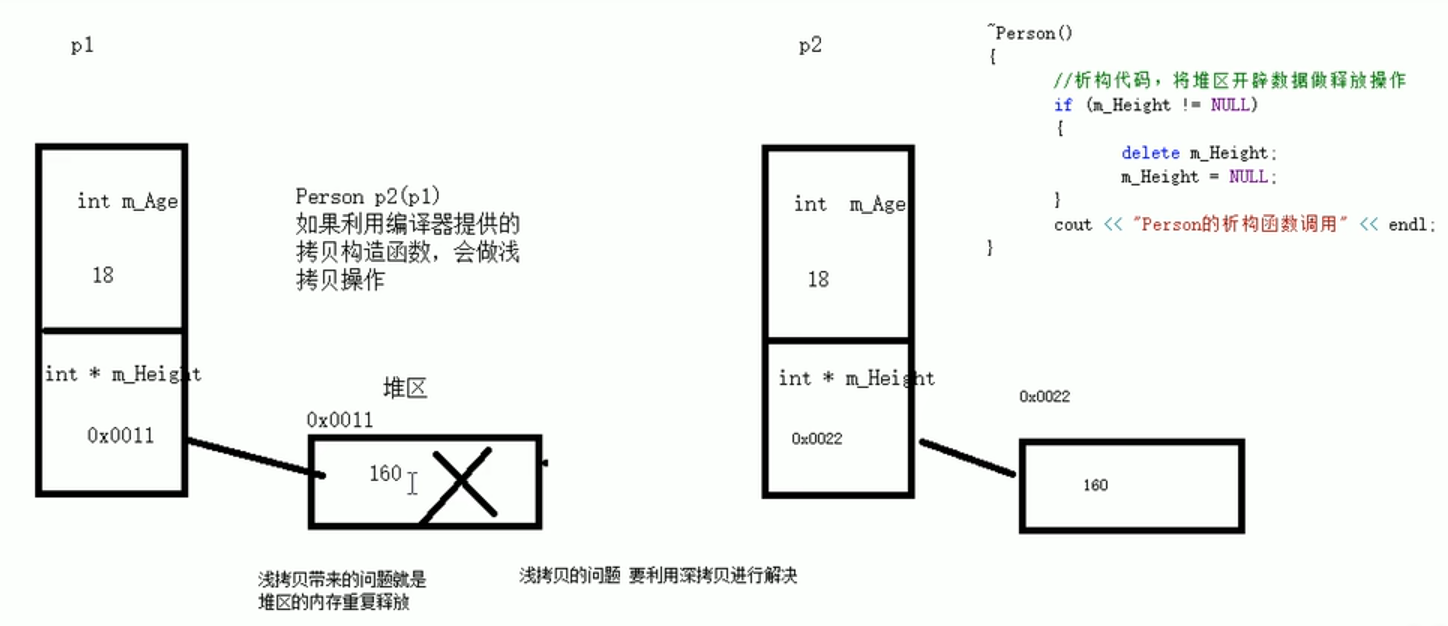 p1
int m_Age
18
int * m_Height
0x0011
Person p2(p1)
如果利用编译器提供的
拷贝构造函数，会做浅
拷贝操作
堆区
0x0011
160
浅拷贝带来的问题就是
堆区的内存重复释放
浅拷贝的问题 要利用深拷贝进行解决
p2
int  m_Age
18
int * m_Height
0x0022
0x0022
160
~Person()
{
//析构代码，将堆区开辟数据做释放操作
if (m_Height != NULL)
{
delete m_Height;
m_Height = NULL;
}
cout << "Person的析构函数调用" << endl;
}